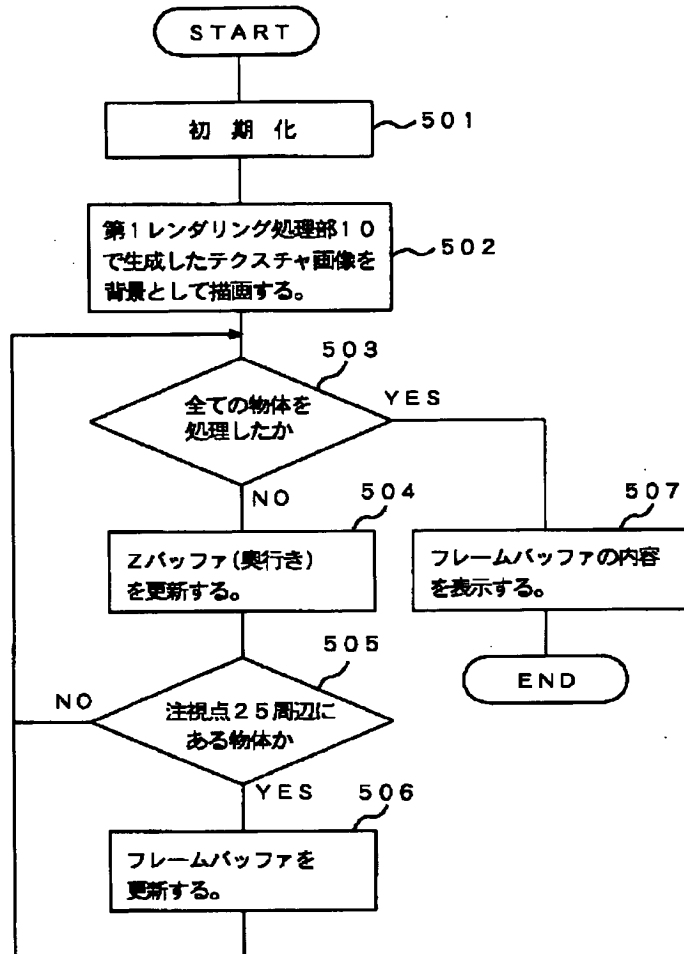 START
初期化
501
第1レンダリング処理部10
で生成したテクスチャ画像を
背景として描画する。
502
503
全ての物体を
処理したか
YES
NO
504
Zバッファ(奥行き)
を更新する。
507
フレームバッファの内容
を表示する。
505
注視点25周辺に
ある物体か
NO
END
YES
506
フレームバッファを
更新する。